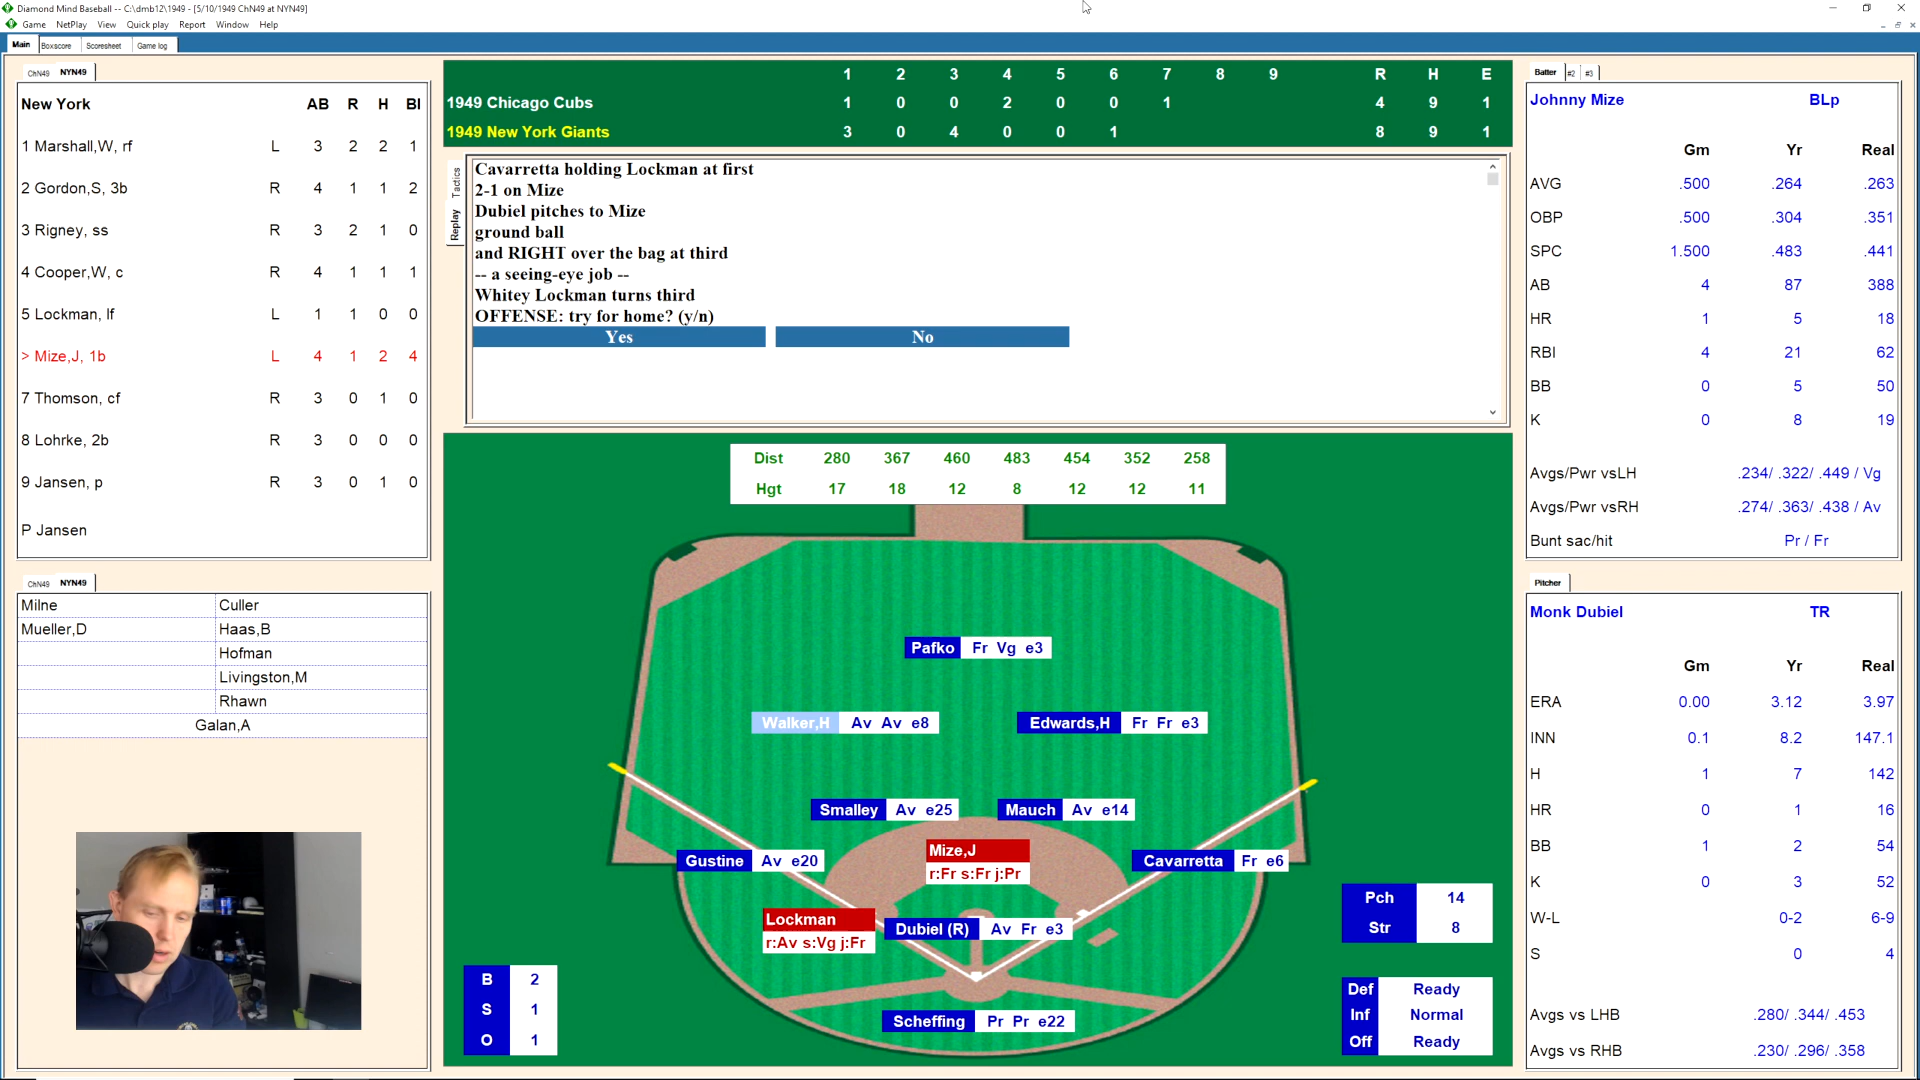 Diamond Mind Baseball -- C:\dmb12\1949 - [5/10/1949 ChN49 at NYN49]
Game NetPlay View Quick play Report Window Help
Main Boxscore Scoresheet Game log
ChN49 NYN49
New York AB R H BI
1 Marshall,W, rf L 3 2 2 1
2 Gordon,S, 3b R 4 1 1 2
3 Rigney, ss R 3 2 1 0
4 Cooper,W, c R 4 1 1 1
5 Lockman, lf L 1 1 0 0
> Mize,J, 1b L 4 1 2 4
7 Thomson, cf R 3 0 1 0
8 Lohrke, 2b R 3 0 0 0
9 Jansen, p R 3 0 1 0
P Jansen
ChN49 NYN49
Milne Culler
Mueller,D Haas,B
Hofman
Livingston,M
Rhawn
Galan,A
1 2 3 4 5 6 7 8 9 R H E
1949 Chicago Cubs 1 0 0 2 0 0 1 4 9 1
1949 New York Giants 3 0 4 0 0 1 8 9 1
Tactics
Replay
Cavarretta holding Lockman at first
2-1 on Mize
Dubiel pitches to Mize
ground ball
and RIGHT over the bag at third
-- a seeing-eye job --
Whitey Lockman turns third
OFFENSE: try for home? (y/n)
Yes No
Dist 280 367 460 483 454 352 258
Hgt 17 18 12 8 12 12 11
Pafko Fr Vg e3
Walker,H Av Av e8
Edwards,H Fr Fr e3
Smalley Av e25
Mauch Av e14
Gustine Av e20
Mize,J
r:Fr s:Fr j:Pr
Cavarretta Fr e6
Lockman
r:Av s:Vg j:Fr
Dubiel (R) Av Fr e3
Scheffing Pr Pr e22
B 2
S 1
O 1
Pch 14
Str 8
Def Ready
Inf Normal
Off Ready
Batter #2 #3
Johnny Mize BLp
Gm Yr Real
AVG .500 .264 .263
OBP .500 .304 .351
SPC 1.500 .483 .441
AB 4 87 388
HR 1 5 18
RBI 4 21 62
BB 0 5 50
K 0 8 19
Avgs/Pwr vsLH .234/ .322/ .449 / Vg
Avgs/Pwr vsRH .274/ .363/ .438 / Av
Bunt sac/hit Pr / Fr
Pitcher
Monk Dubiel TR
Gm Yr Real
ERA 0.00 3.12 3.97
INN 0.1 8.2 147.1
H 1 7 142
HR 0 1 16
BB 1 2 54
K 0 3 52
W-L 0-2 6-9
S 0 4
Avgs vs LHB .280/ .344/ .453
Avgs vs RHB .230/ .296/ .358